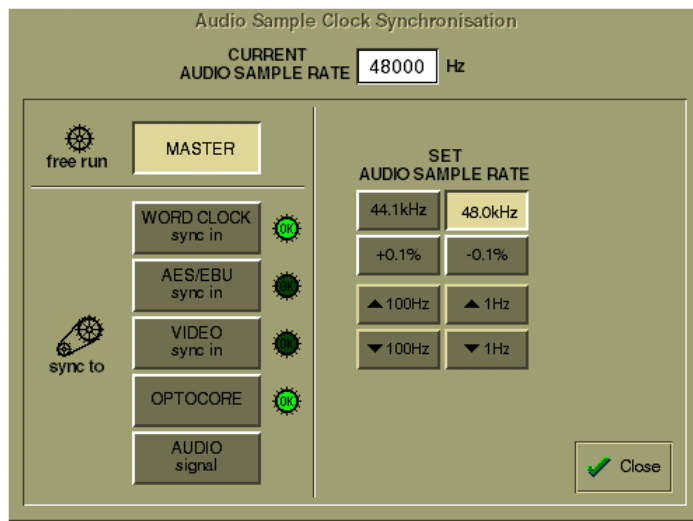 Audio Sample Clock Synchronisation
CURRENT
AUDIO SAMPLE RATE 48000 Hz
free run
MASTER
WORD CLOCK
sync in
OK
AES/EBU
sync in
OK
VIDEO
sync in
OK
sync to
OPTOCORE
OK
AUDIO
signal
SET
AUDIO SAMPLE RATE
44.1kHz 48.0kHz
+0.1% -0.1%
▲ 100Hz ▲ 1Hz
▼ 100Hz ▼ 1Hz
Close